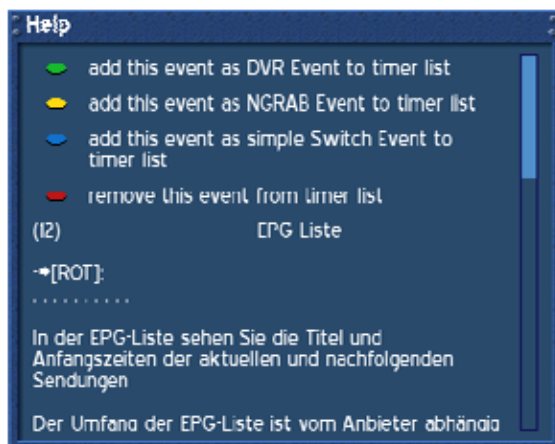 Help
add this event as DVR Event to timer list
add this event as NGRAB Event to timer list
add this event as simple Switch Event to
timer list
remove this event from timer list
(12) EPG Liste
-➔[ROT]:
..........
In der EPG-Liste sehen Sie die Titel und
Anfangszeiten der aktuellen und nachfolgenden
Sendungen
Der Umfang der EPG-Liste ist vom Anbieter abhängig